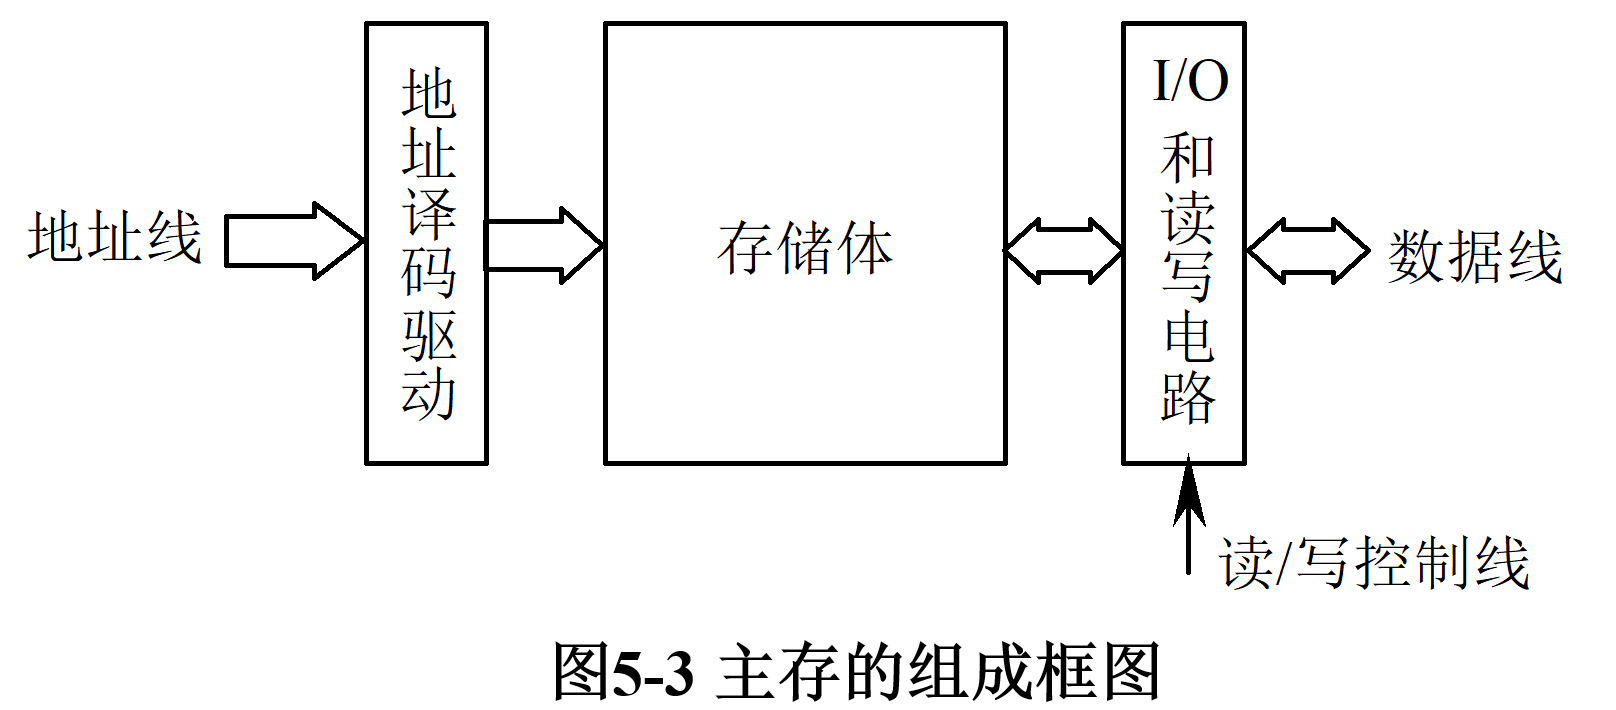 地址线
地址译码驱动
存储体
I/O和读写电路
数据线
读/写控制线
图5-3 主存的组成框图